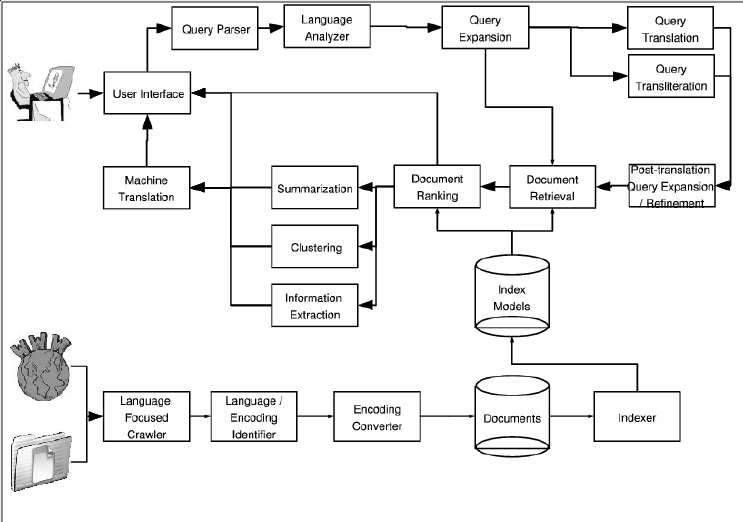 Query Parser
Language
Analyzer
Query
Expansion
Query
Translation
Query
Transliteration
User Interface
Machine
Translation
Summarization
Document
Ranking
Document
Retrieval
Post-translation
Query Expansion
/ Refinement
Clustering
Information
Extraction
Index
Models
WWW
Language
Focused
Crawler
Language /
Encoding
Identifier
Encoding
Converter
Documents
Indexer